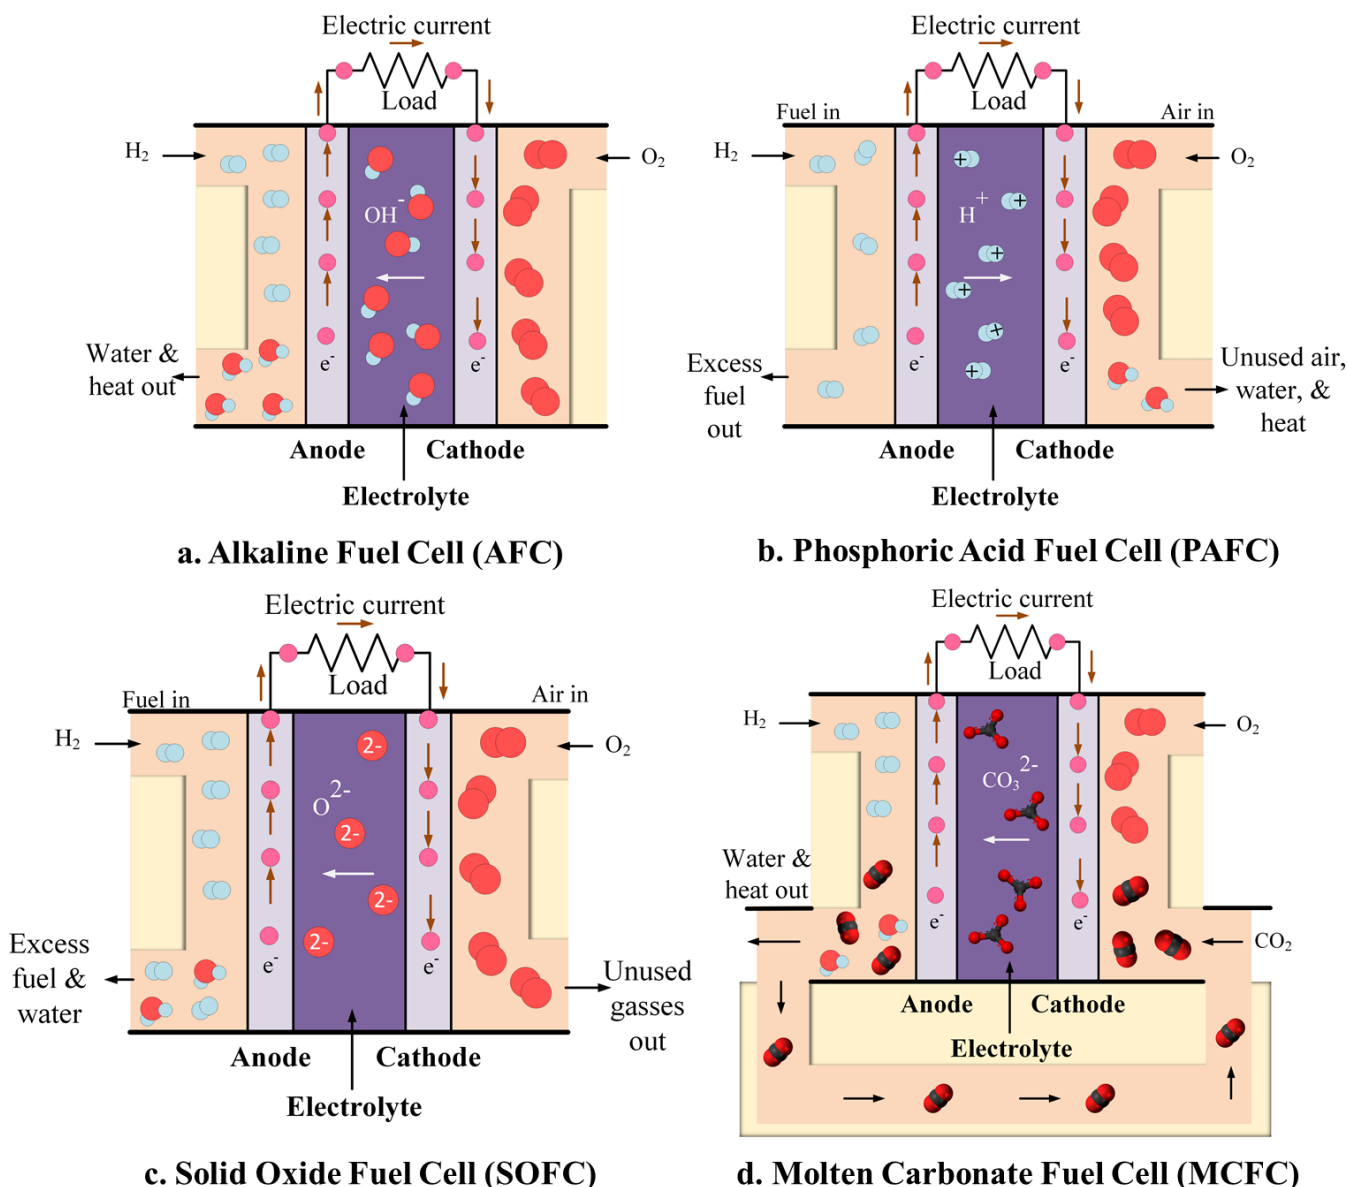 Electric current
Load
H₂
O₂
OH⁻
e⁻
e⁻
Water &
heat out
Anode
Cathode
Electrolyte
a. Alkaline Fuel Cell (AFC)
Electric current
Load
Fuel in
Air in
H₂
O₂
+
+
H⁺
+
+
+
+
e⁻
e⁻
Excess
fuel
out
Unused air,
water, &
heat
Anode
Cathode
Electrolyte
b. Phosphoric Acid Fuel Cell (PAFC)
Electric current
Load
Fuel in
Air in
H₂
O₂
2-
O²⁻
2-
2-
2-
e⁻
e⁻
Excess
fuel &
water
Unused
gasses
out
Anode
Cathode
Electrolyte
c. Solid Oxide Fuel Cell (SOFC)
Electric current
Load
H₂
O₂
CO₃²⁻
Water &
heat out
e⁻
e⁻
CO₂
Anode
Cathode
Electrolyte
d. Molten Carbonate Fuel Cell (MCFC)